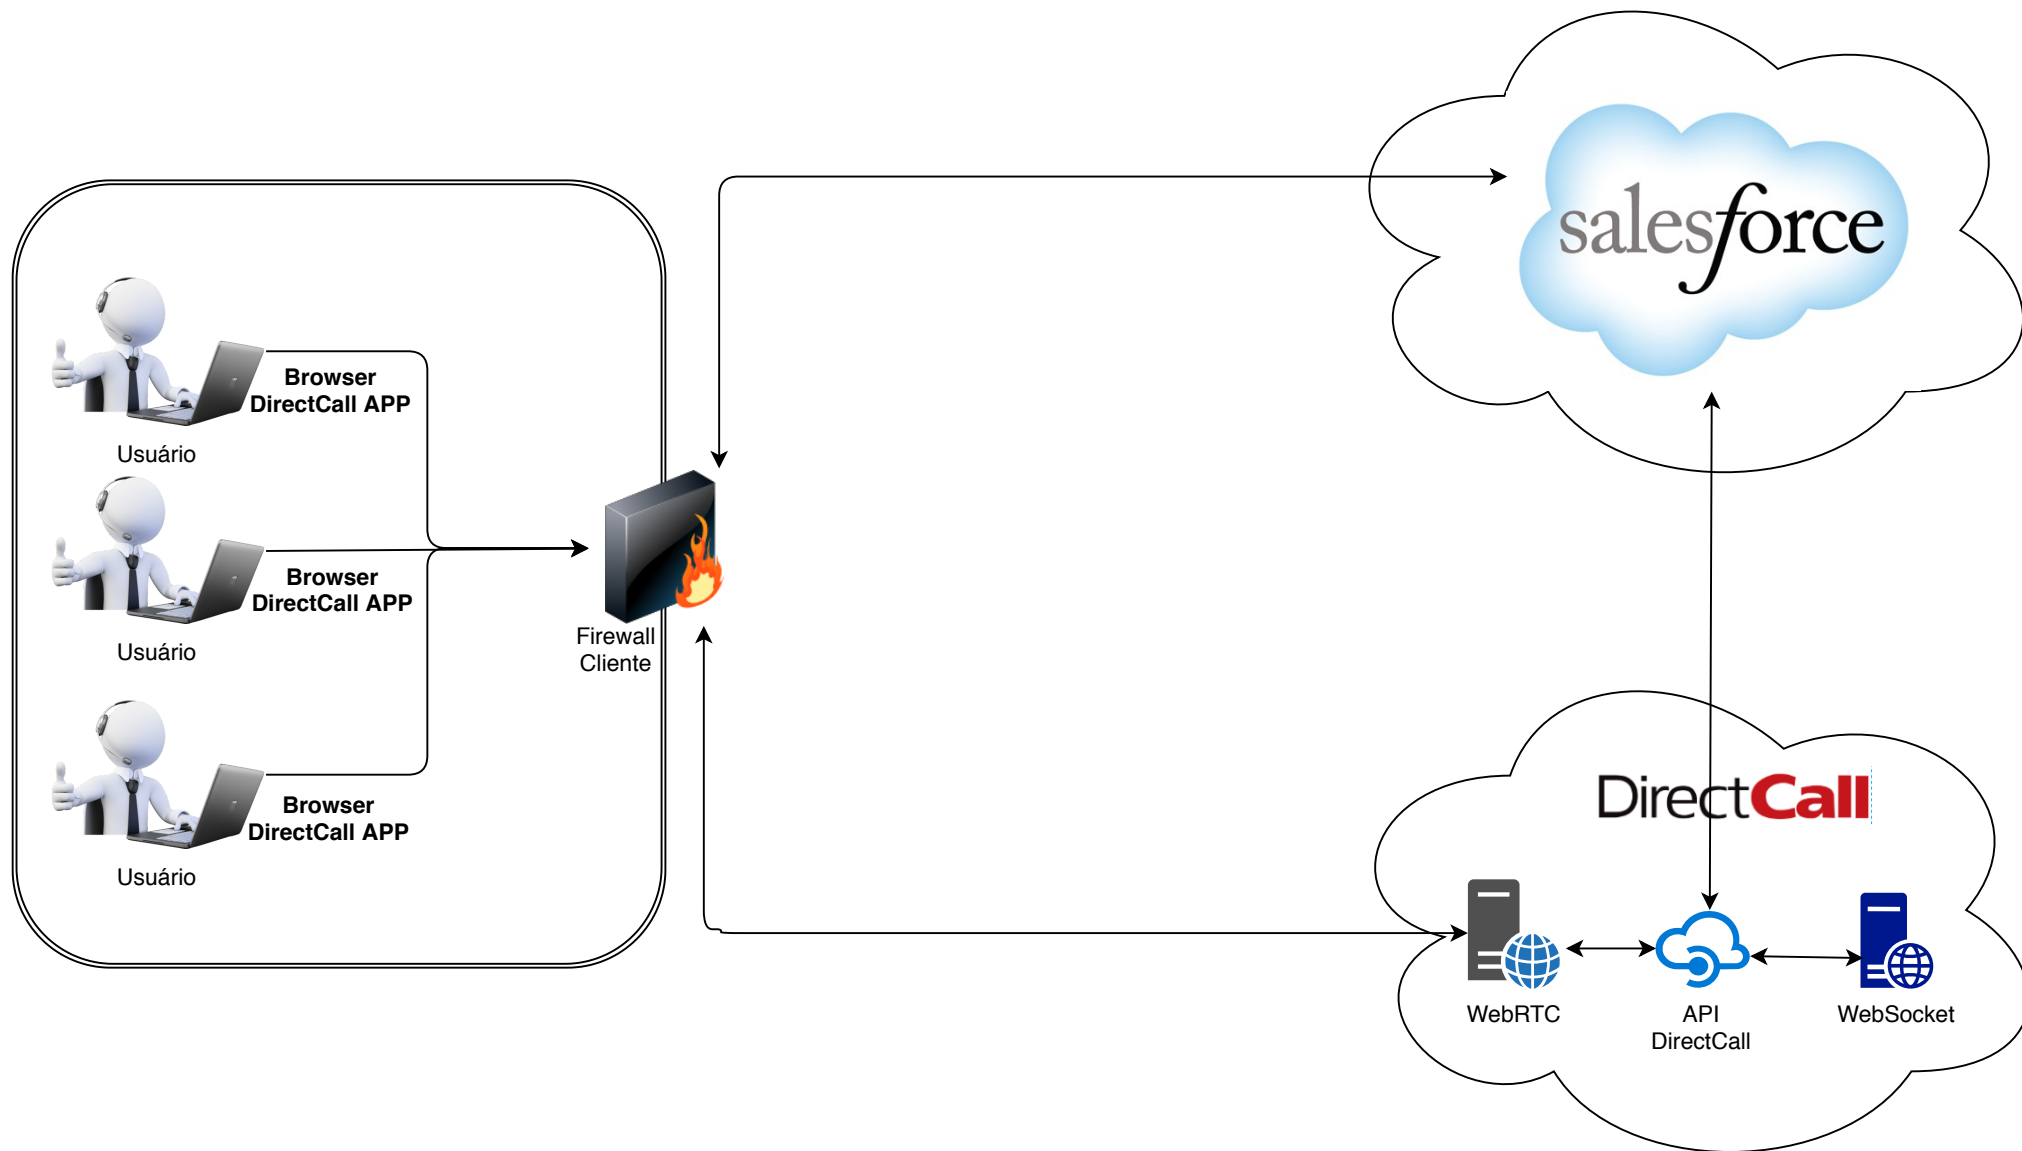 salesforce
Browser
DirectCall APP
Usuário
Browser
DirectCall APP
Usuário
Firewall
Cliente
Browser
DirectCall APP
Usuário
DirectCall
WebRTC
API
DirectCall
WebSocket